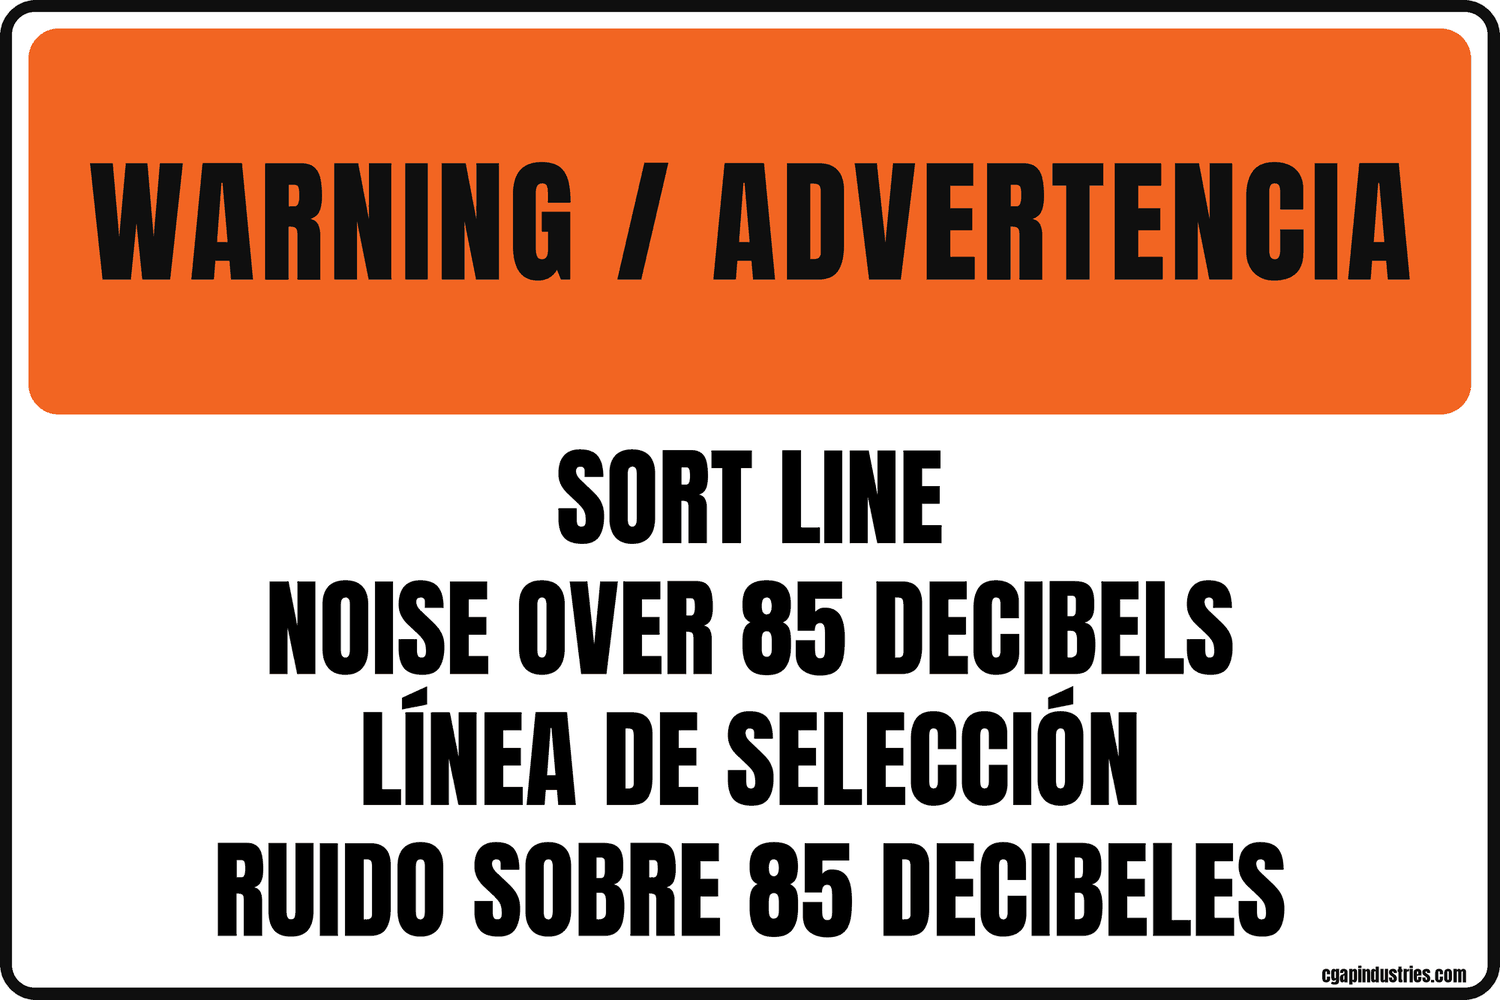 WARNING / ADVERTENCIA
SORT LINE
NOISE OVER 85 DECIBELS
LÍNEA DE SELECCIÓN
RUIDO SOBRE 85 DECIBELES
cgapindustries.com